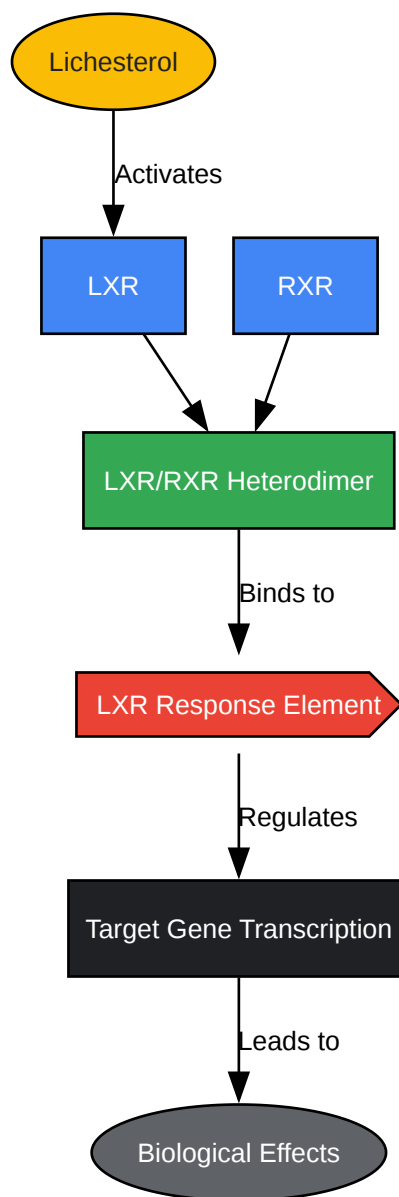 Lichesterol
Activates
LXR
RXR
LXR/RXR Heterodimer
Binds to
LXR Response Element
Regulates
Target Gene Transcription
Leads to
Biological Effects